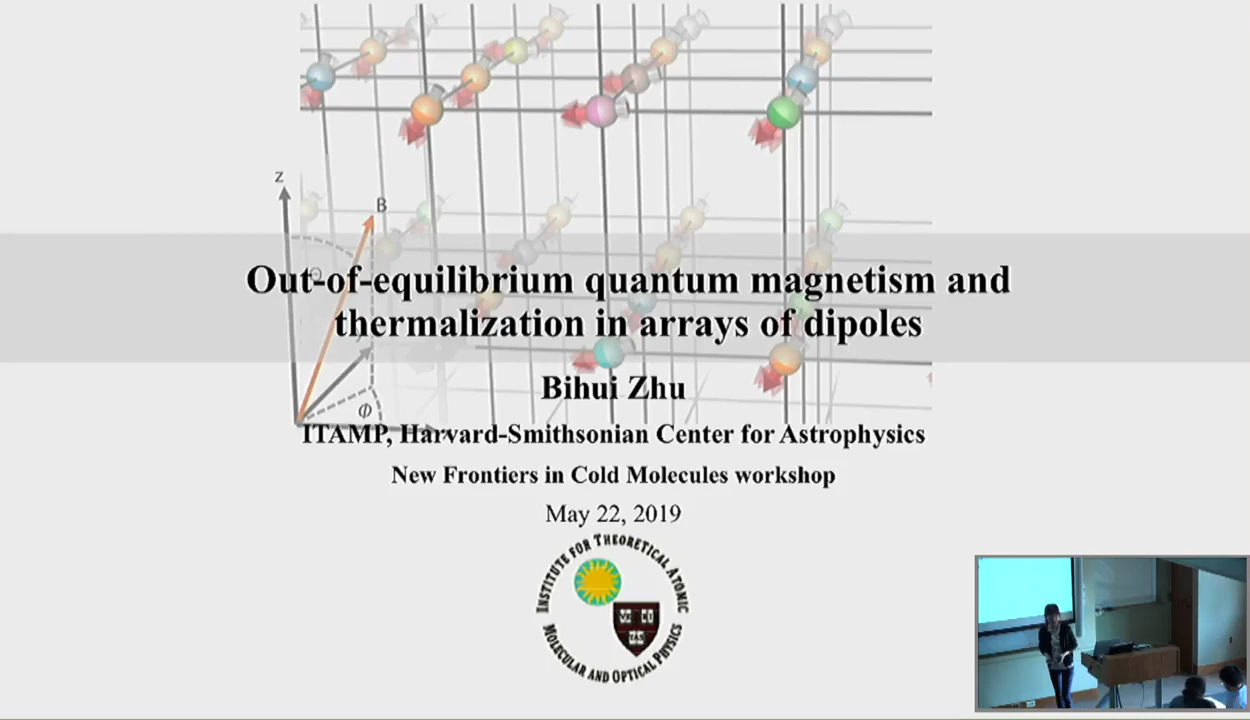 z
B
Θ
Out-of-equilibrium quantum magnetism and
thermalization in arrays of dipoles
Bihui Zhu
Φ
ITAMP, Harvard-Smithsonian Center for Astrophysics
New Frontiers in Cold Molecules workshop
May 22, 2019
INSTITUTE FOR THEORETICAL ATOMIC
MOLECULAR AND OPTICAL PHYSICS